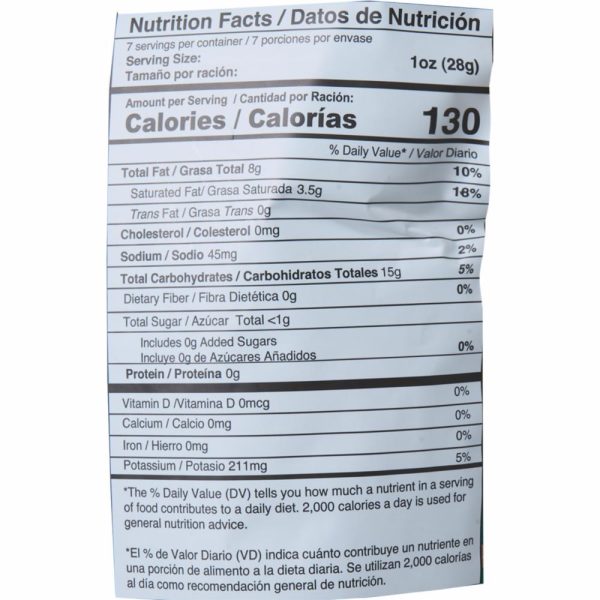 Nutrition Facts / Datos de Nutrición
7 servings per container / 7 porciones por envase
Serving Size:
Tamaño por ración: 1oz (28g)
Amount per Serving / Cantidad por Ración:
Calories / Calorías 130
% Daily Value* / Valor Diario
Total Fat / Grasa Total 8g 10%
Saturated Fat/ Grasa Saturada 3.5g 16%
Trans Fat / Grasa Trans 0g
Cholesterol / Colesterol 0mg 0%
Sodium / Sodio 45mg 2%
Total Carbohydrates / Carbohidratos Totales 15g 5%
Dietary Fiber / Fibra Dietética 0g 0%
Total Sugar / Azúcar Total <1g
Includes 0g Added Sugars
Incluye 0g de Azúcares Añadidos 0%
Protein / Proteína 0g
Vitamin D /Vitamina D 0mcg 0%
Calcium / Calcio 0mg 0%
Iron / Hierro 0mg 0%
Potassium / Potasio 211mg 5%
*The % Daily Value (DV) tells you how much a nutrient in a serving
of food contributes to a daily diet. 2,000 calories a day is used for
general nutrition advice.
*El % de Valor Diario (VD) indica cuánto contribuye un nutriente en
una porción de alimento a la dieta diaria. Se utilizan 2,000 calorías
al día como recomendación general de nutrición.